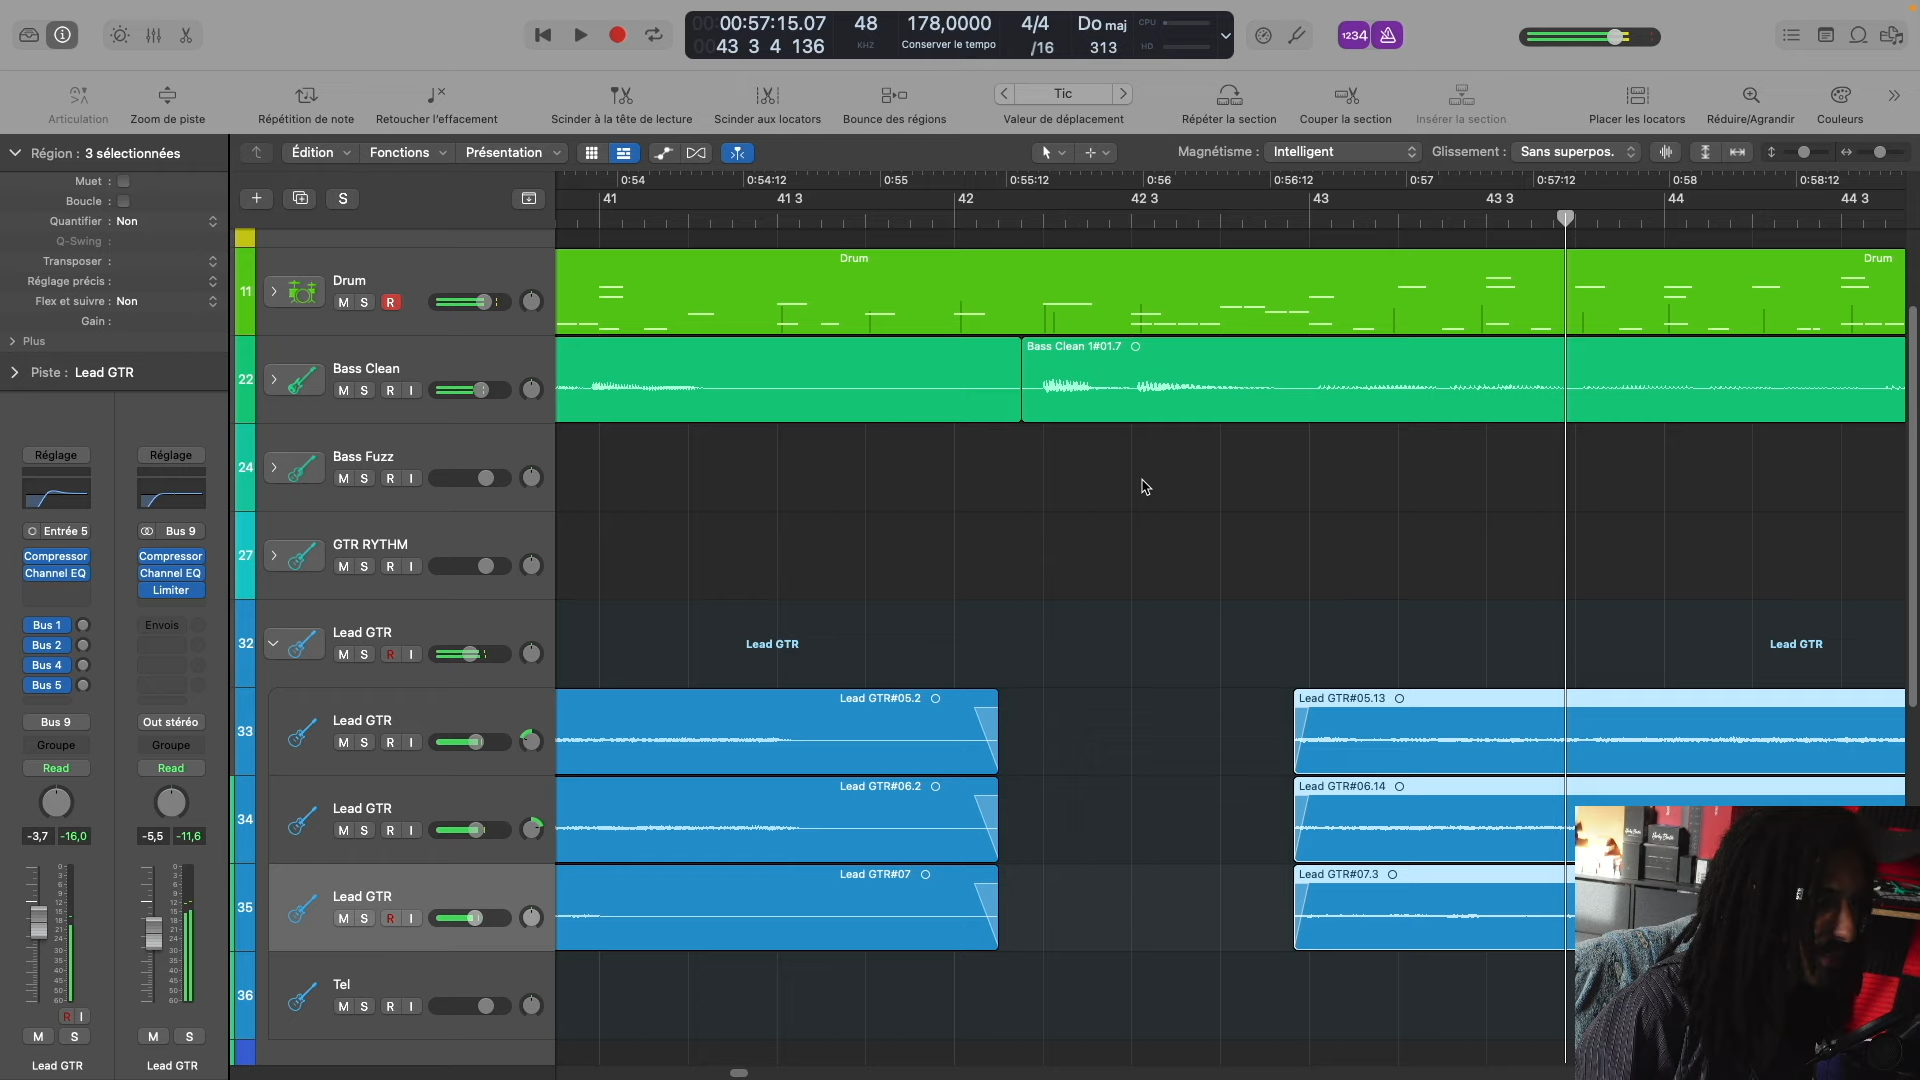 00:57:15.07
43 3 4 136
48
KHZ
178,0000
Conserver le tempo
4/4
/16
Do maj
313
CPU
HD
1234
Articulation
Zoom de piste
Répétition de note
Retoucher l'effacement
Scinder à la tête de lecture
Scinder aux locators
Bounce des régions
Tic
Valeur de déplacement
Répéter la section
Couper la section
Insérer la section
Placer les locators
Réduire/Agrandir
Couleurs
Région : 3 sélectionnées
Édition
Fonctions
Présentation
Magnétisme : Intelligent
Glissement : Sans superpos.
Muet :
Boucle :
Quantifier : Non
Q-Swing :
Transposer :
Réglage précis :
Flex et suivre : Non
Gain :
Plus
Piste : Lead GTR
S
0:54
0:54:12
0:55
0:55:12
0:56
0:56:12
0:57
0:57:12
0:58
0:58:12
41
41 3
42
42 3
43
43 3
44
44 3
11
Drum
M S R
Drum
Drum
22
Bass Clean
M S R I
Bass Clean 1#01.7
24
Bass Fuzz
M S R I
27
GTR RYTHM
M S R I
32
Lead GTR
M S R I
Lead GTR
Lead GTR
33
Lead GTR
M S R I
Lead GTR#05.2
Lead GTR#05.13
34
Lead GTR
M S R I
Lead GTR#06.2
Lead GTR#06.14
35
Lead GTR
M S R I
Lead GTR#07
Lead GTR#07.3
36
Tel
M S R I
Réglage
Réglage
Entrée 5
Bus 9
Compressor
Compressor
Channel EQ
Channel EQ
Limiter
Bus 1
Envois
Bus 2
Bus 4
Bus 5
Bus 9
Out stéréo
Groupe
Groupe
Read
Read
-3,7 -16,0
-5,5 -11,6
R I
M S
M S
Lead GTR
Lead GTR